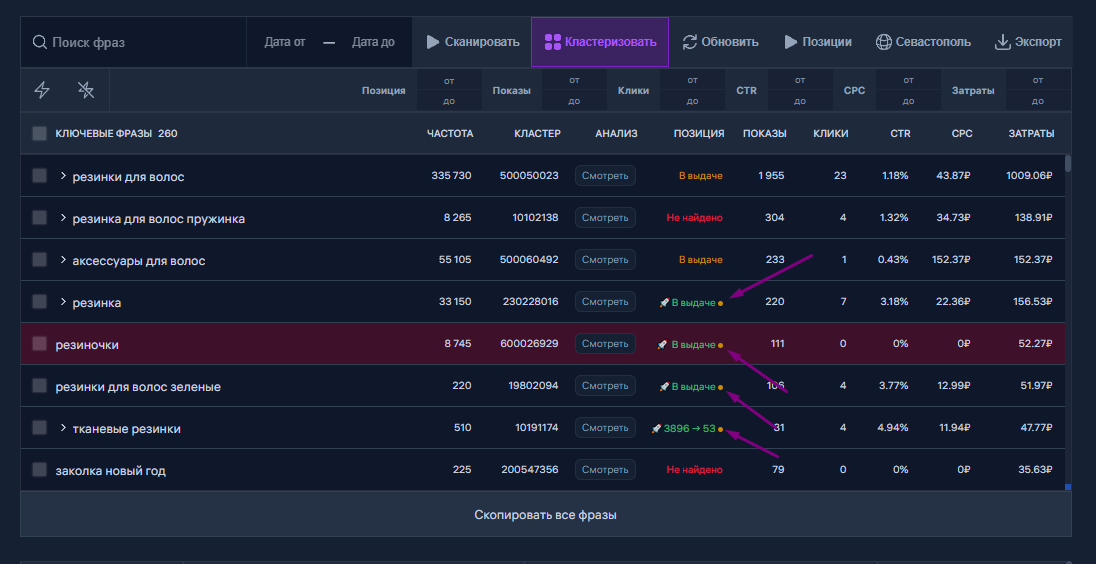 Поиск фраз Дата от — Дата до Сканировать Кластеризовать Обновить Позиции Севастополь Экспорт
Позиция от до Показы от до Клики от до CTR от до CPC от до Затраты от до
КЛЮЧЕВЫЕ ФРАЗЫ 260 ЧАСТОТА КЛАСТЕР АНАЛИЗ ПОЗИЦИЯ ПОКАЗЫ КЛИКИ CTR CPC ЗАТРАТЫ
резинки для волос 335 730 500050023 Смотреть В выдаче 1 955 23 1.18% 43.87₽ 1009.06₽
резинка для волос пружинка 8 265 10102138 Смотреть Не найдено 304 4 1.32% 34.73₽ 138.91₽
аксессуары для волос 55 105 500060492 Смотреть В выдаче 233 1 0.43% 152.37₽ 152.37₽
резинка 33 150 230228016 Смотреть 🚀 В выдаче 220 7 3.18% 22.36₽ 156.53₽
резиночки 8 745 600026929 Смотреть 🚀 В выдаче 111 0 0% 0₽ 52.27₽
резинки для волос зеленые 220 19802094 Смотреть 🚀 В выдаче 106 4 3.77% 12.99₽ 51.97₽
тканевые резинки 510 10191174 Смотреть 🚀 3896 → 53 81 4 4.94% 11.94₽ 47.77₽
заколка новый год 225 200547356 Смотреть Не найдено 79 0 0% 0₽ 35.63₽
Скопировать все фразы